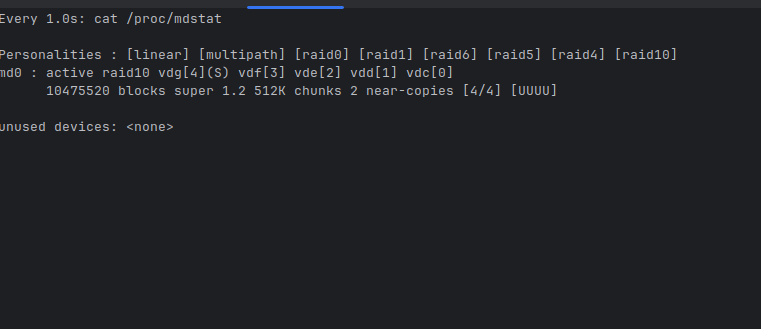 Every 1.0s: cat /proc/mdstat
Personalities : [linear] [multipath] [raid0] [raid1] [raid6] [raid5] [raid4] [raid10]
md0 : active raid10 vdg[4](S) vdf[3] vde[2] vdd[1] vdc[0]
10475520 blocks super 1.2 512K chunks 2 near-copies [4/4] [UUUU]
unused devices: <none>